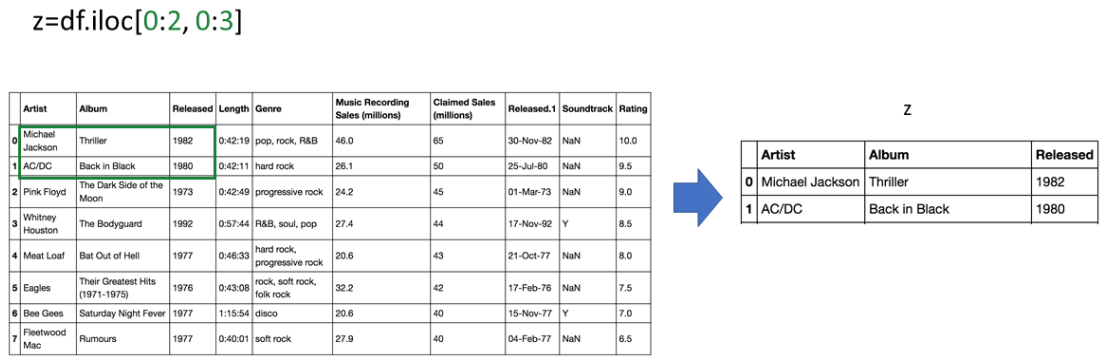 z=df.iloc[0:2, 0:3]
Artist Album Released Length Genre Music Recording Sales (millions) Claimed Sales (millions) Released.1 Soundtrack Rating
0 Michael Jackson Thriller 1982 0:42:19 pop, rock, R&B 46.0 65 30-Nov-82 NaN 10.0
1 AC/DC Back in Black 1980 0:42:11 hard rock 26.1 50 25-Jul-80 NaN 9.5
2 Pink Floyd The Dark Side of the Moon 1973 0:42:49 progressive rock 24.2 45 01-Mar-73 NaN 9.0
3 Whitney Houston The Bodyguard 1992 0:57:44 R&B, soul, pop 27.4 44 17-Nov-92 Y 8.5
4 Meat Loaf Bat Out of Hell 1977 0:46:33 hard rock, progressive rock 20.6 43 21-Oct-77 NaN 8.0
5 Eagles Their Greatest Hits (1971-1975) 1976 0:43:08 rock, soft rock, folk rock 32.2 42 17-Feb-76 NaN 7.5
6 Bee Gees Saturday Night Fever 1977 1:15:54 disco 20.6 40 15-Nov-77 Y 7.0
7 Fleetwood Mac Rumours 1977 0:40:01 soft rock 27.9 40 04-Feb-77 NaN 6.5
z
Artist Album Released
0 Michael Jackson Thriller 1982
1 AC/DC Back in Black 1980